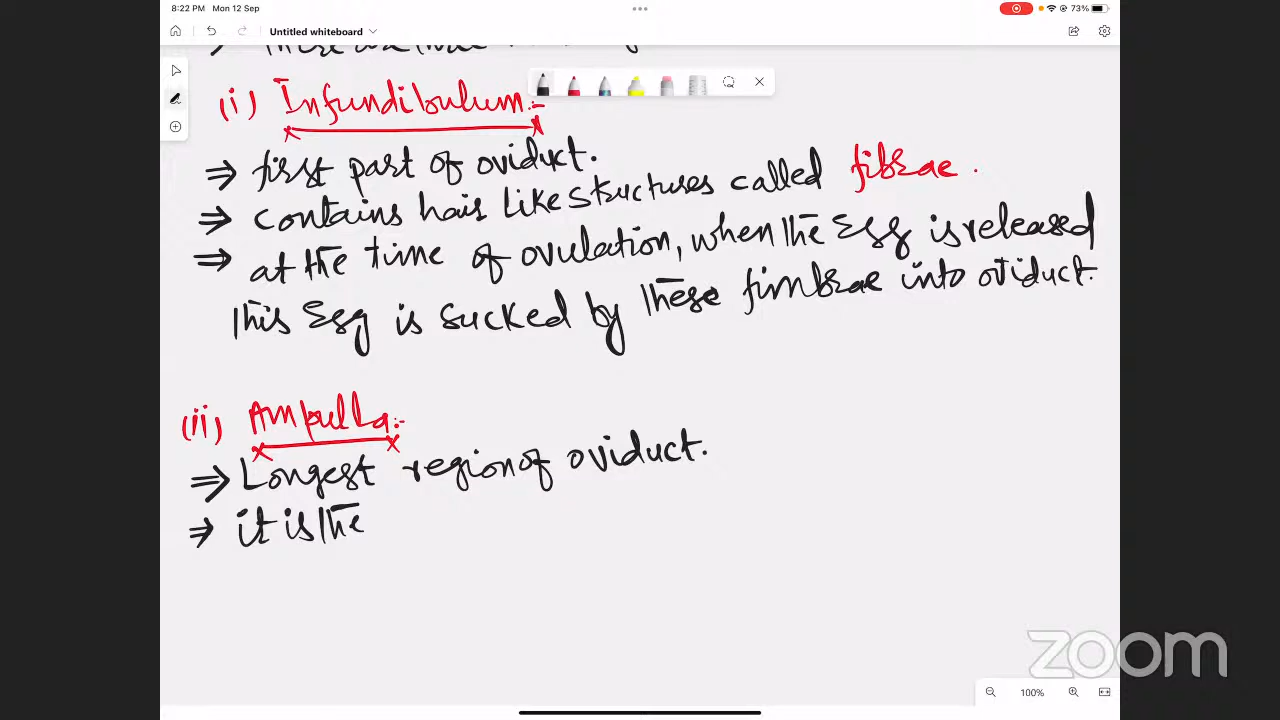 8:22 PM Mon 12 Sep
73%
Untitled whiteboard
(i) Infundibulum:-
⇒ first part of oviduct.
⇒ contains hair like structures called fibrae.
⇒ at the time of ovulation, when the Egg is released
this Egg is sucked by these fimbrae into oviduct.
(ii) Ampulla:-
⇒ Longest region of oviduct.
⇒ it is the
zoom
100%